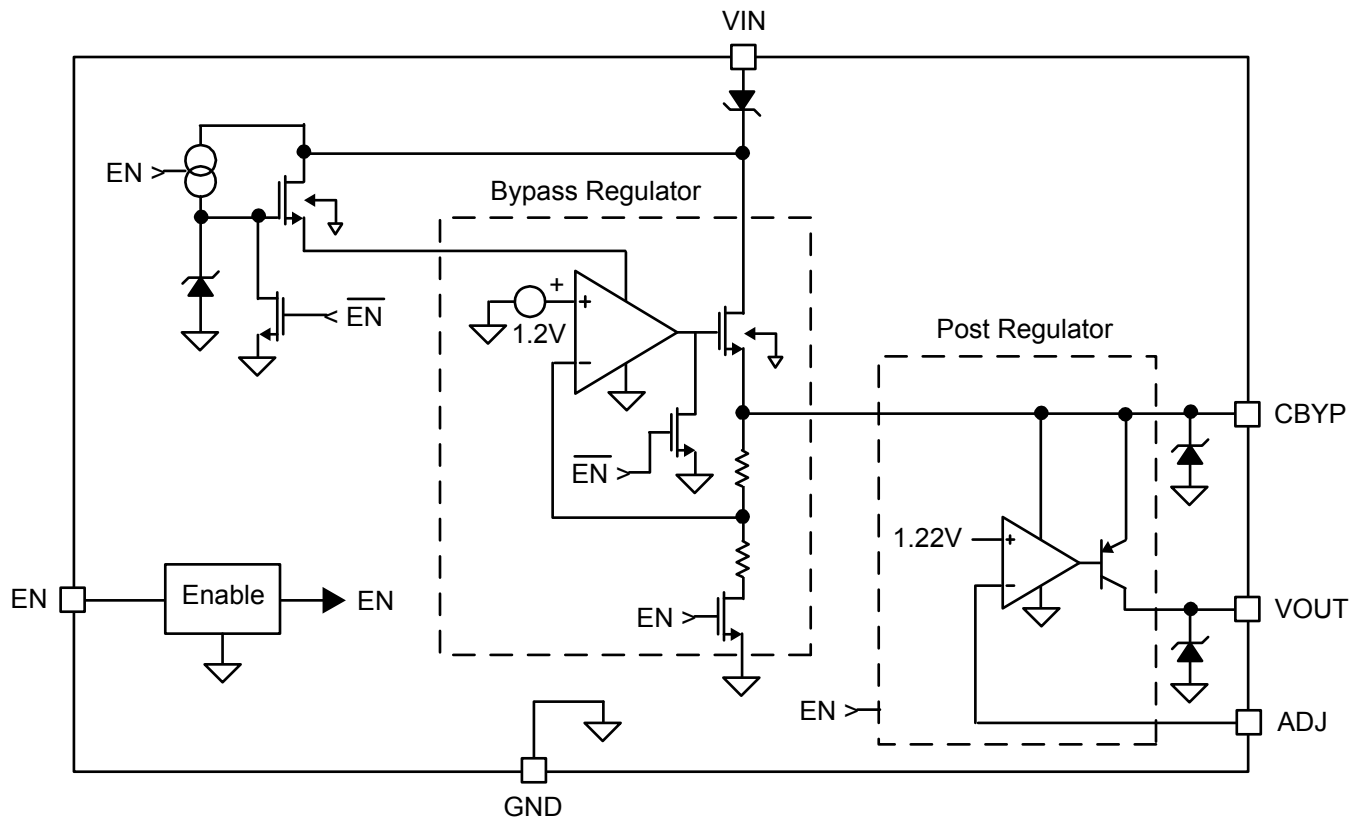 VIN
EN
Bypass Regulator
+
+
1.2V
E̅N̅
Post Regulator
−
CBYP
E̅N̅
1.22V
+
−
EN
Enable
EN
VOUT
EN
EN
ADJ
GND